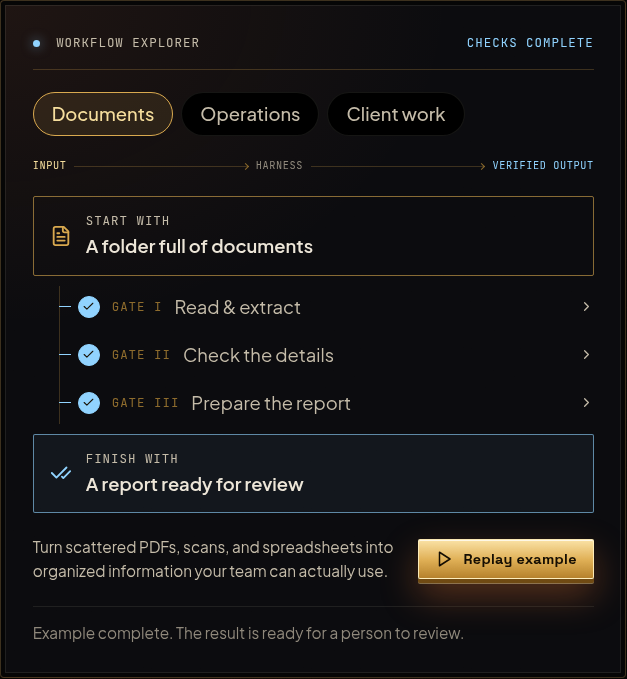 WORKFLOW EXPLORER
CHECKS COMPLETE
Documents
Operations
Client work
INPUT
HARNESS
VERIFIED OUTPUT
START WITH
A folder full of documents
GATE I Read & extract
GATE II Check the details
GATE III Prepare the report
FINISH WITH
A report ready for review
Turn scattered PDFs, scans, and spreadsheets into
organized information your team can actually use.
Replay example
Example complete. The result is ready for a person to review.